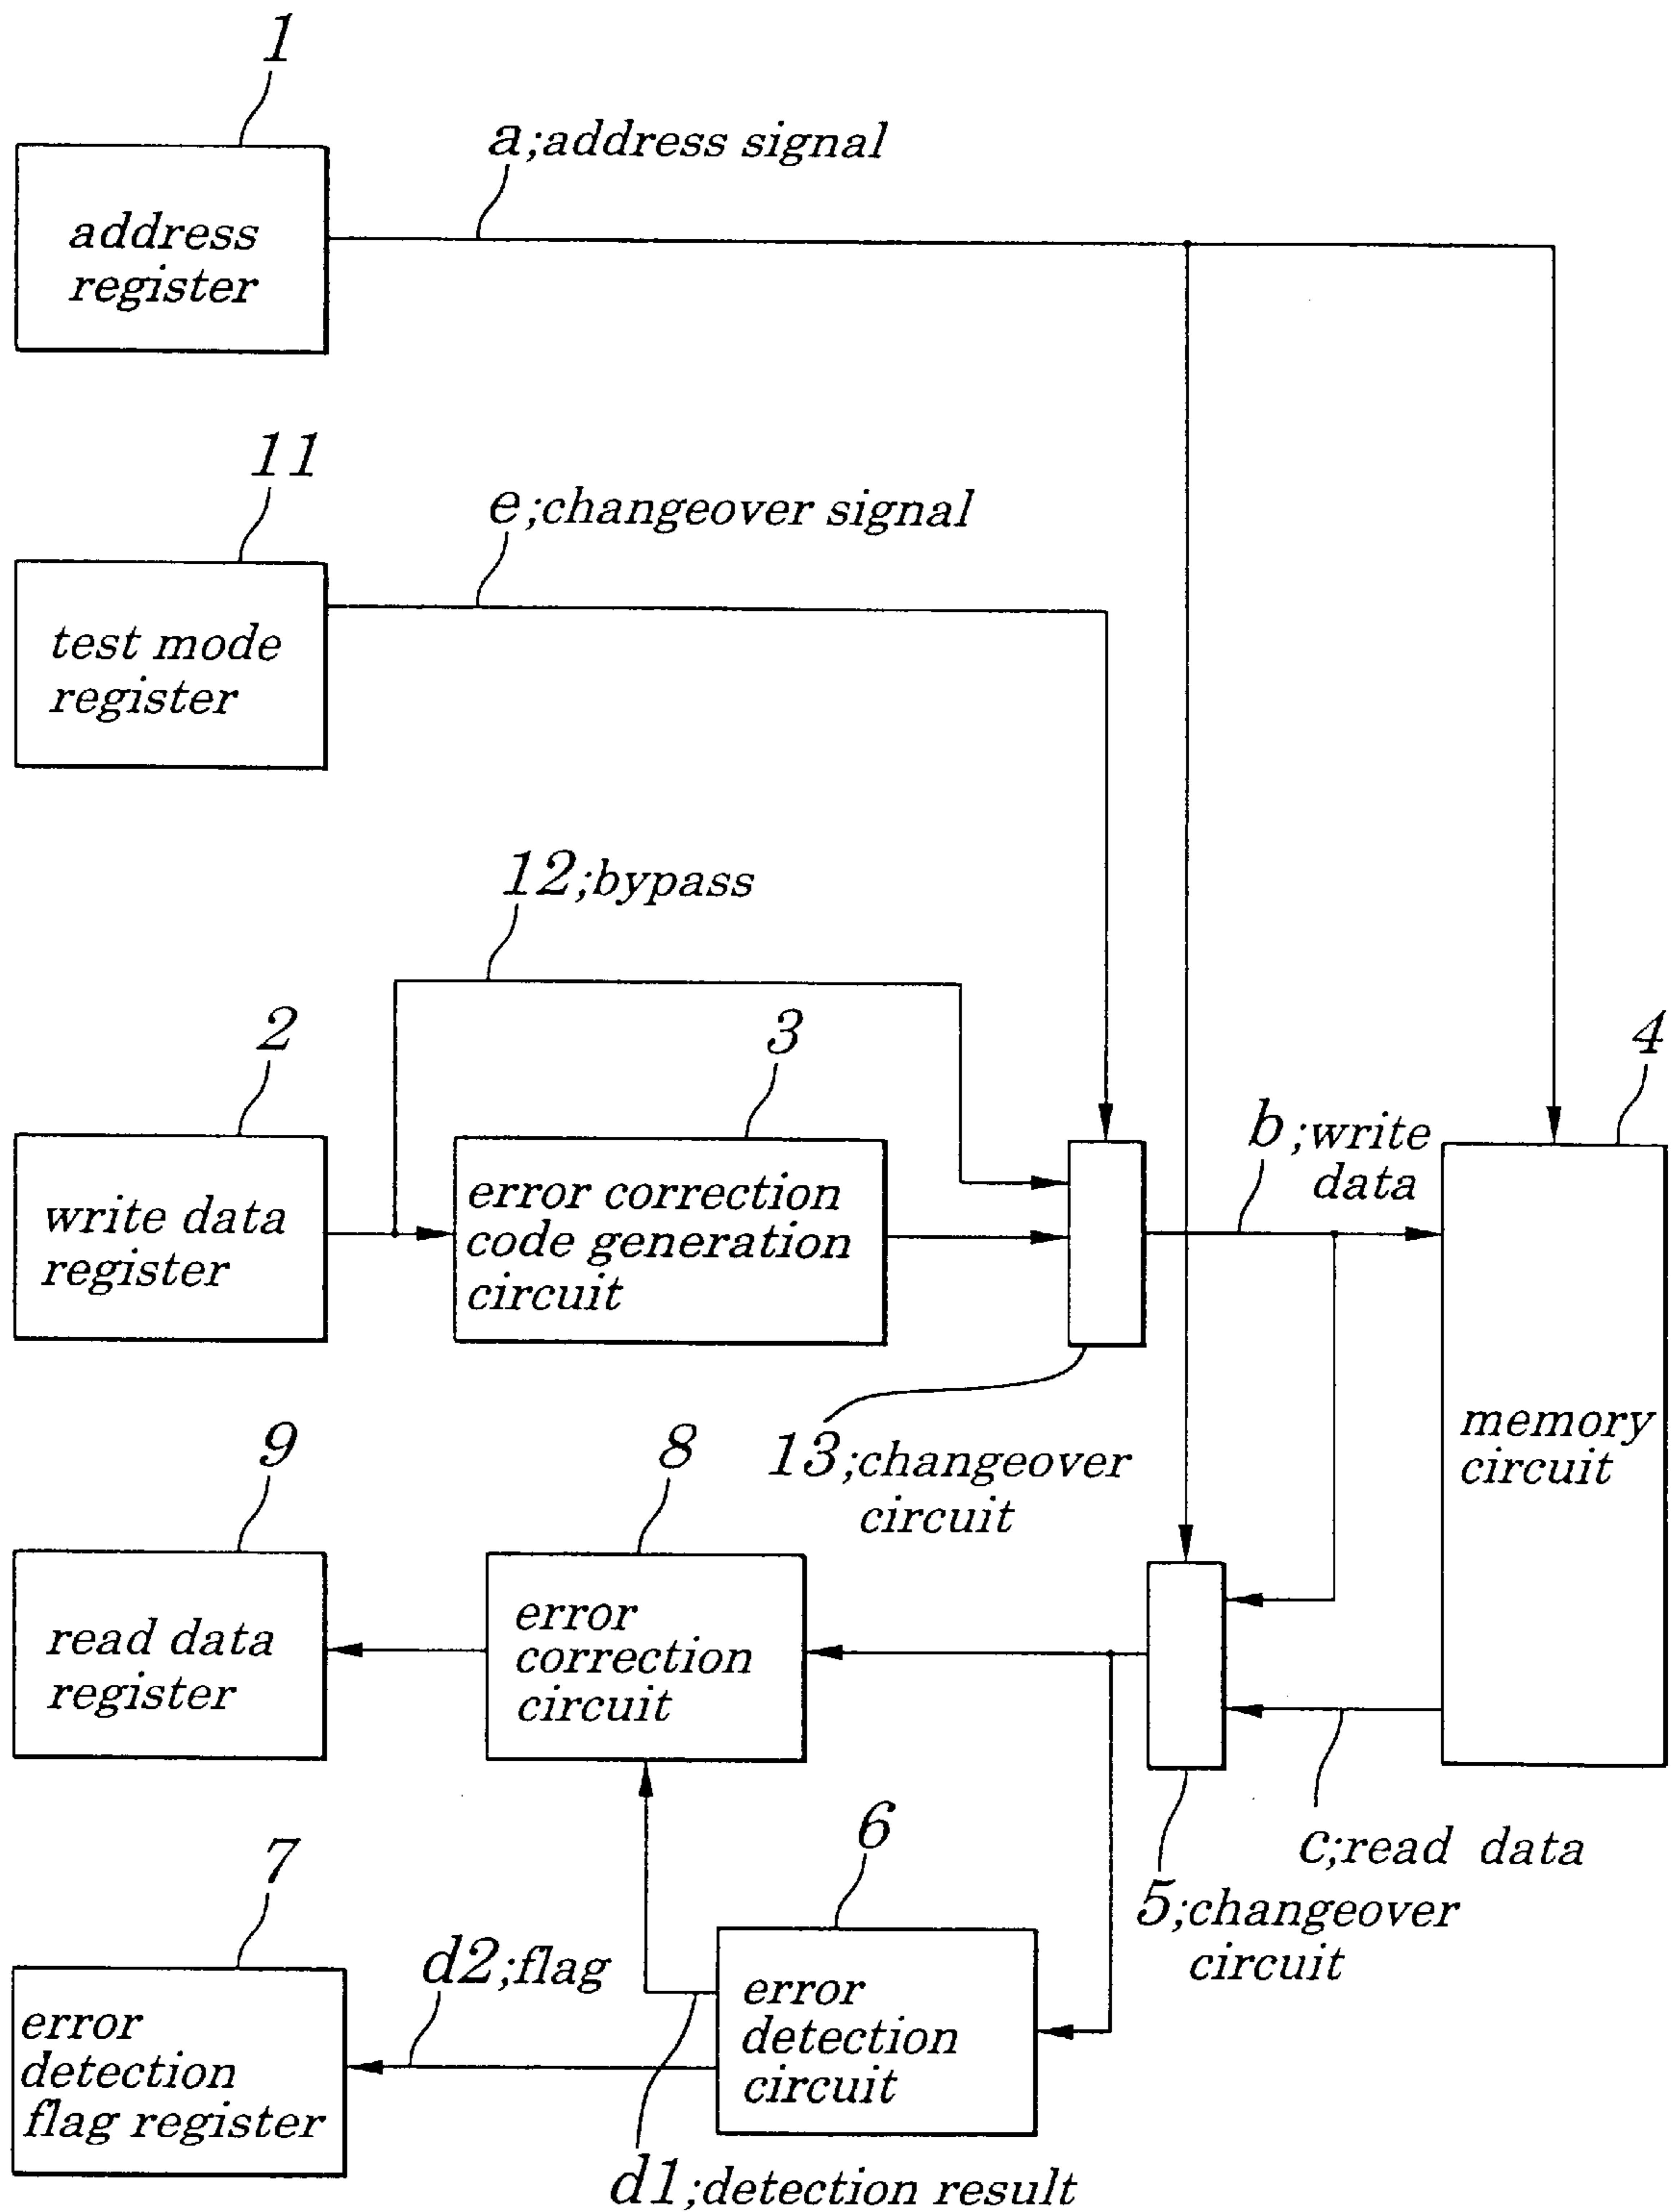 1
a;address signal
address
register
11
e;changeover signal
test mode
register
12;bypass
2
3
4
b;write
data
write data
register
error correction
code generation
circuit
memory
circuit
13;changeover
circuit
9
8
read data
register
error
correction
circuit
c;read data
5;changeover
circuit
7
6
d2;flag
error
detection
flag register
error
detection
circuit
d1;detection result